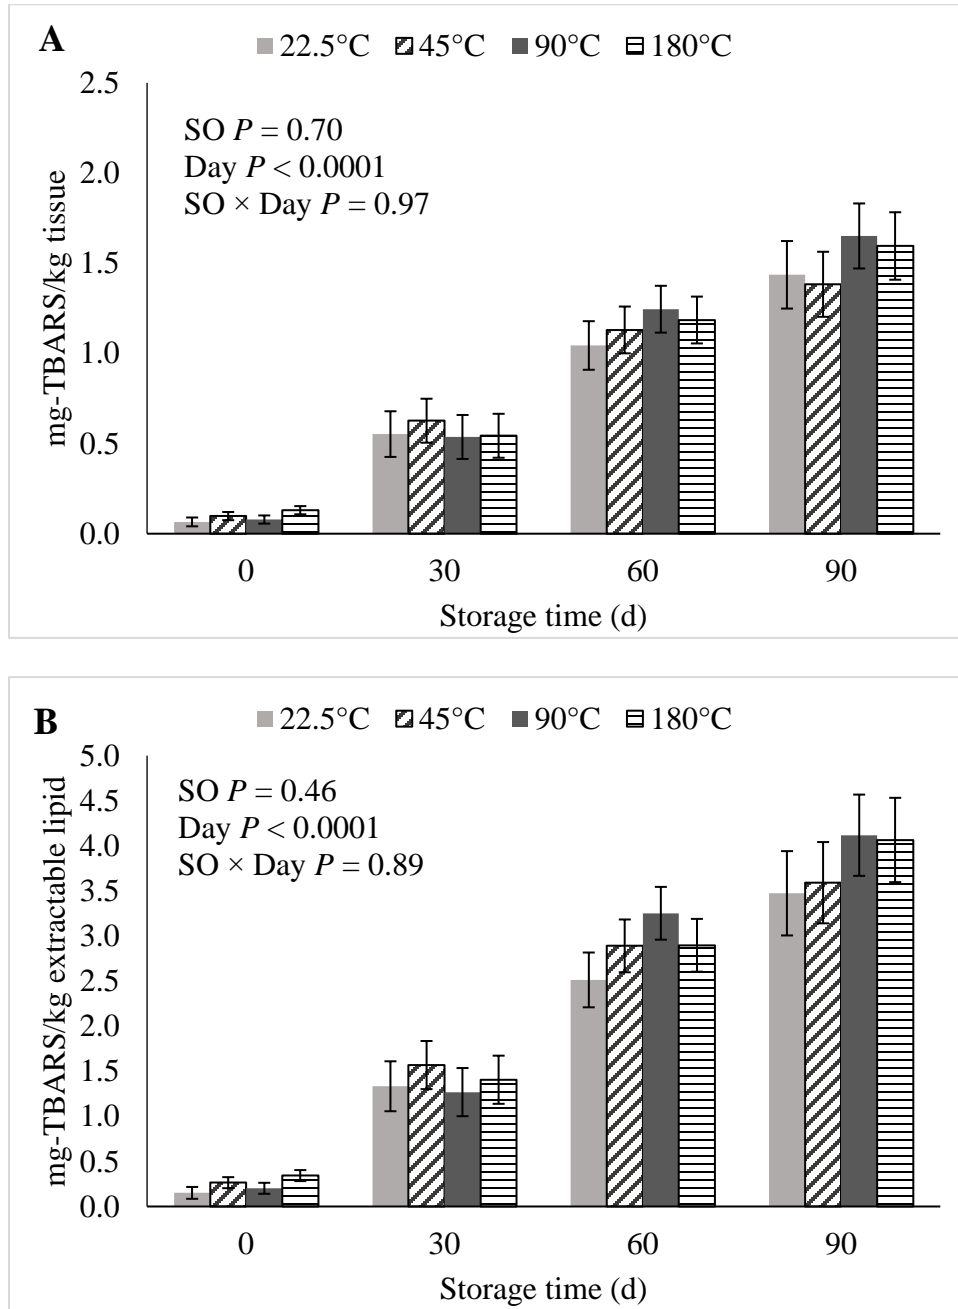 A
22.5°C 45°C 90°C 180°C
2.5
2.0
1.5
1.0
0.5
0.0
mg-TBARS/kg tissue
SO P = 0.70
Day P < 0.0001
SO × Day P = 0.97
0 30 60 90
Storage time (d)
B
22.5°C 45°C 90°C 180°C
5.0
4.5
4.0
3.5
3.0
2.5
2.0
1.5
1.0
0.5
0.0
mg-TBARS/kg extractable lipid
SO P = 0.46
Day P < 0.0001
SO × Day P = 0.89
0 30 60 90
Storage time (d)